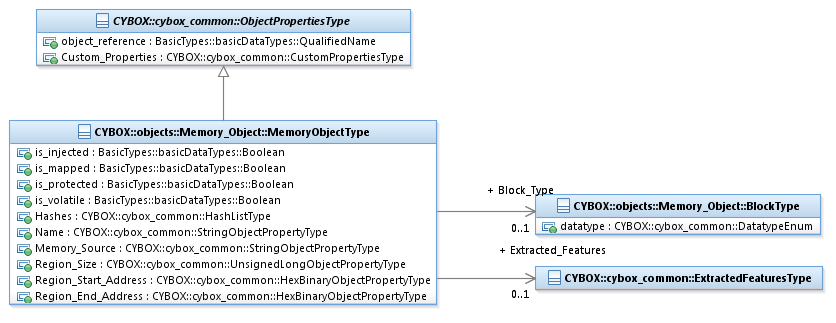 CYBOX::cybox_common::ObjectPropertiesType
object_reference : BasicTypes::basicDataTypes::QualifiedName
Custom_Properties : CYBOX::cybox_common::CustomPropertiesType
CYBOX::objects::Memory_Object::MemoryObjectType
is_injected : BasicTypes::basicDataTypes::Boolean
is_mapped : BasicTypes::basicDataTypes::Boolean
is_protected : BasicTypes::basicDataTypes::Boolean
is_volatile : BasicTypes::basicDataTypes::Boolean
Hashes : CYBOX::cybox_common::HashListType
Name : CYBOX::cybox_common::StringObjectPropertyType
Memory_Source : CYBOX::cybox_common::StringObjectPropertyType
Region_Size : CYBOX::cybox_common::UnsignedLongObjectPropertyType
Region_Start_Address : CYBOX::cybox_common::HexBinaryObjectPropertyType
Region_End_Address : CYBOX::cybox_common::HexBinaryObjectPropertyType
+ Block_Type
0..1
CYBOX::objects::Memory_Object::BlockType
datatype : CYBOX::cybox_common::DatatypeEnum
+ Extracted_Features
0..1
CYBOX::cybox_common::ExtractedFeaturesType